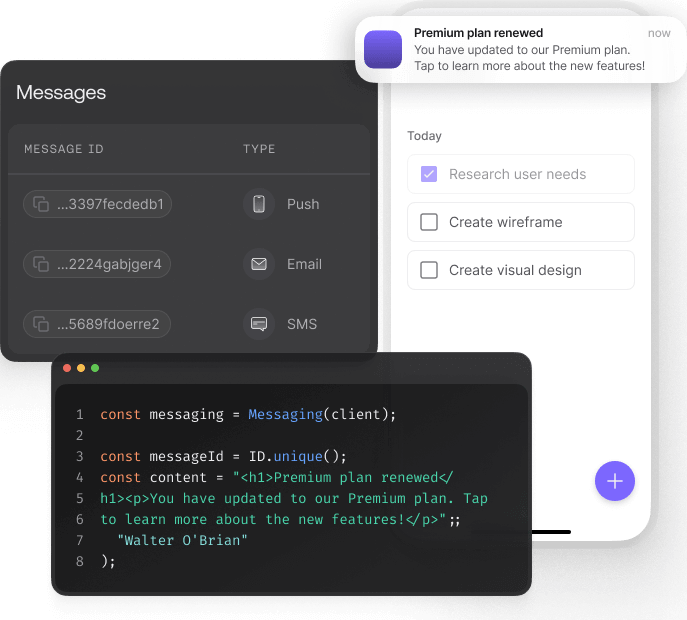 Premium plan renewed
now
You have updated to our Premium plan.
Tap to learn more about the new features!
Messages
MESSAGE ID
TYPE
...3397fecdedb1
Push
...2224gabjger4
Email
...5689fdoerre2
SMS
Today
Research user needs
Create wireframe
Create visual design
1 const messaging = Messaging(client);
2
3 const messageId = ID.unique();
4 const content = "<h1>Premium plan renewed</
5 h1><p>You have updated to our Premium plan. Tap
6 to learn more about the new features!</p>";;
7 "Walter O'Brian"
8 );